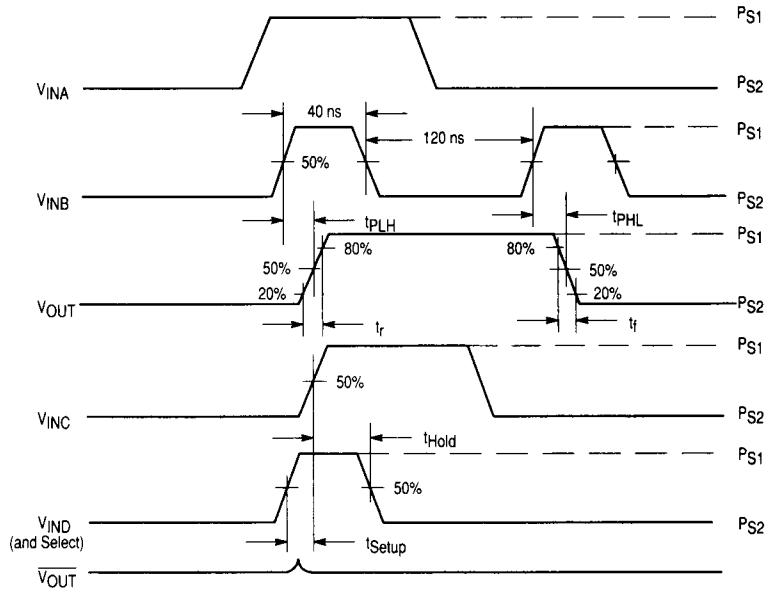 PS1
VINA
PS2
40 ns
PS1
120 ns
50%
VINB
PS2
tPLH
tPHL
PS1
80%
80%
50%
50%
20%
20%
VOUT
PS2
tr
tf
PS1
50%
VINC
PS2
tHold
PS1
50%
VIND
(and Select)
PS2
tSetup
VOUT